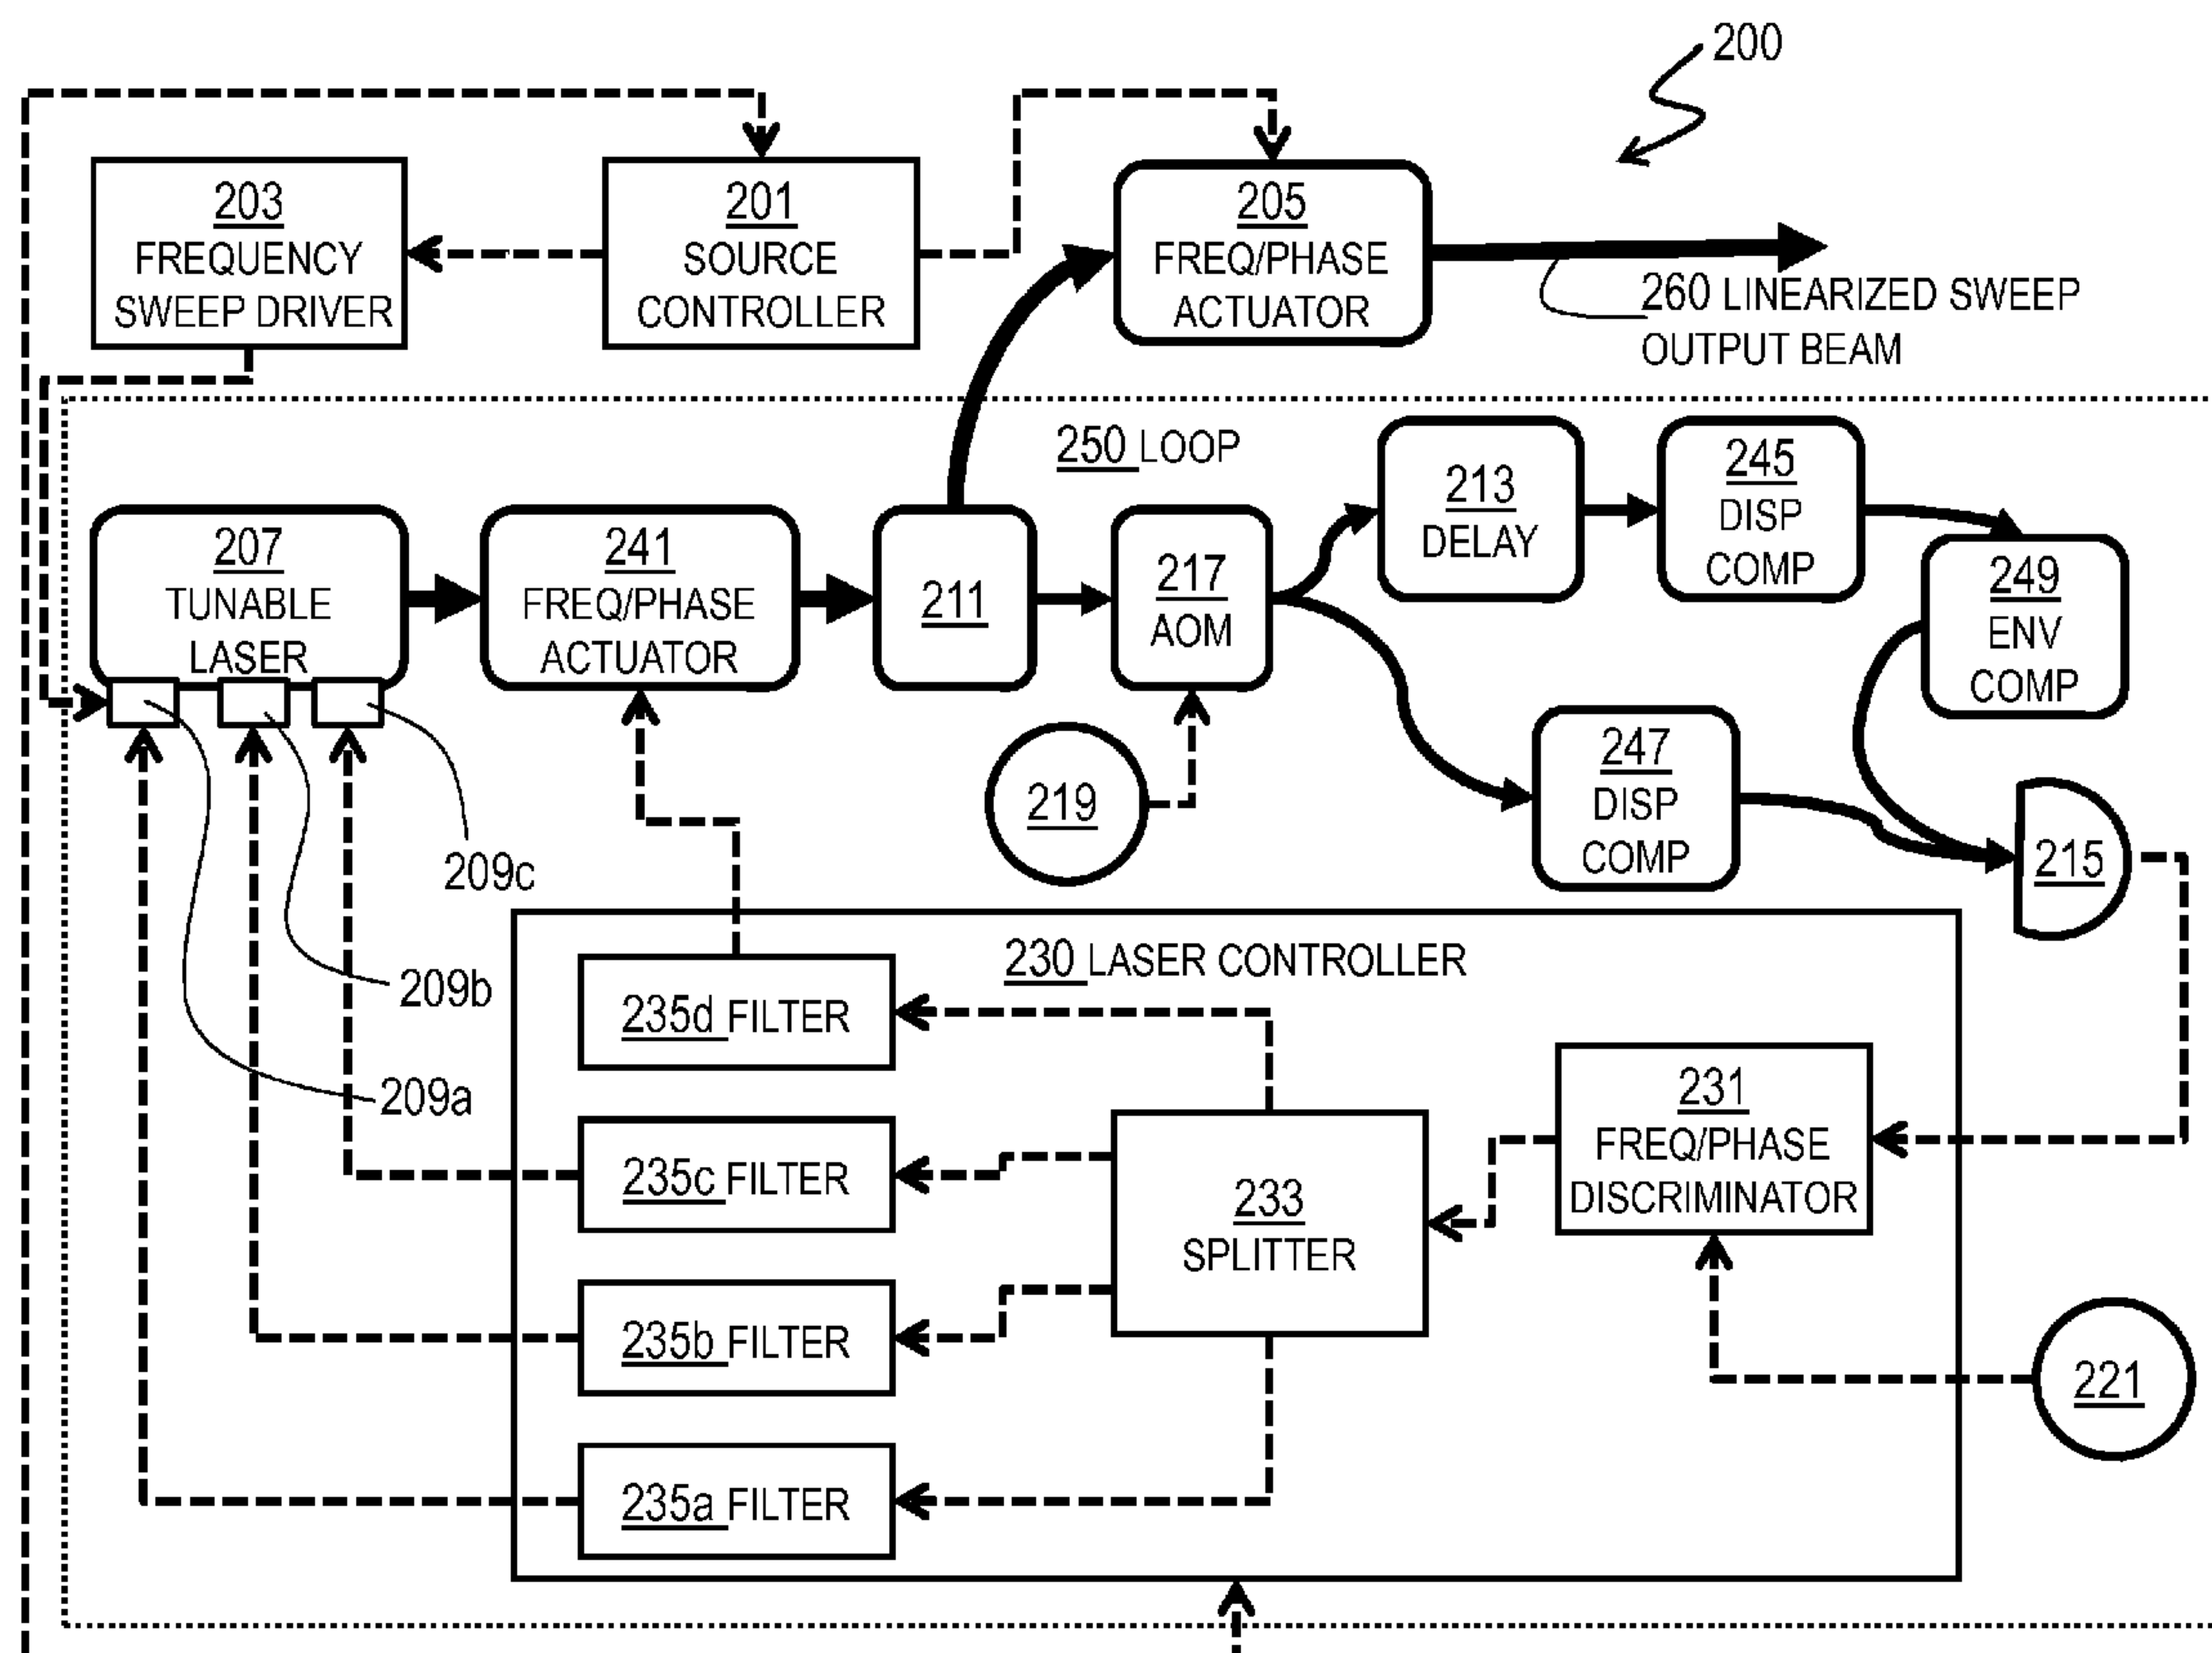 200
203
FREQUENCY
SWEEP DRIVER
201
SOURCE
CONTROLLER
205
FREQ/PHASE
ACTUATOR
260 LINEARIZED SWEEP
OUTPUT BEAM
250 LOOP
207
TUNABLE
LASER
241
FREQ/PHASE
ACTUATOR
211
217
AOM
213
DELAY
245
DISP
COMP
249
ENV
COMP
219
247
DISP
COMP
215
209c
209b
209a
230 LASER CONTROLLER
235d FILTER
235c FILTER
235b FILTER
235a FILTER
233
SPLITTER
231
FREQ/PHASE
DISCRIMINATOR
221